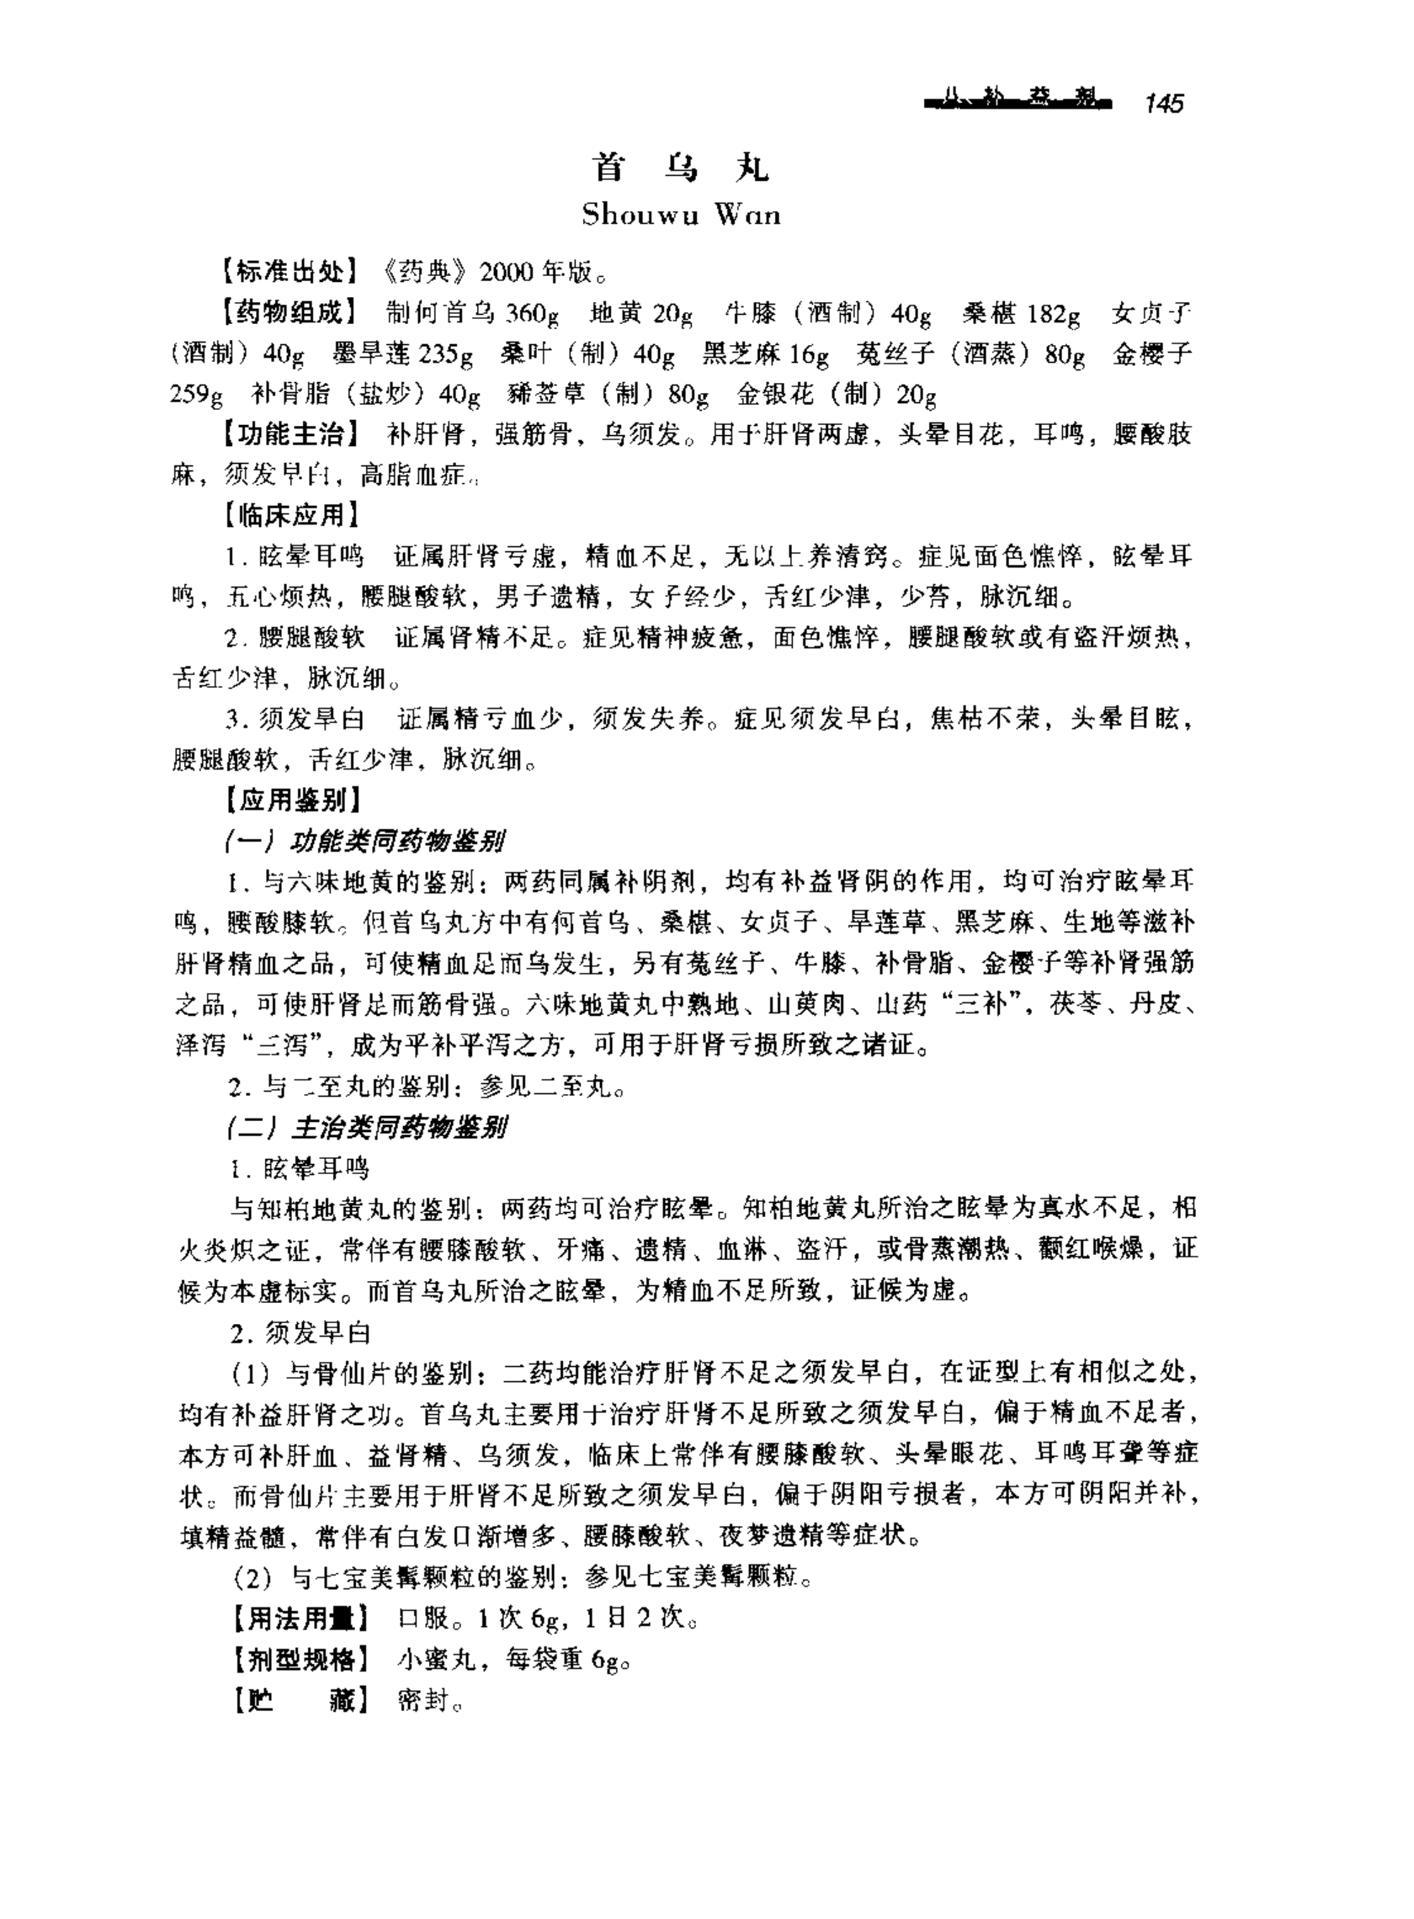 八、补 益 剂 145
首 乌 丸
Shouwu Wan
【标准出处】 《药典》2000 年版。
【药物组成】 制何首乌 360g 地黄 20g 牛膝（酒制）40g 桑椹 182g 女贞子
（酒制）40g 墨旱莲 235g 桑叶（制）40g 黑芝麻 16g 菟丝子（酒蒸）80g 金樱子
259g 补骨脂（盐炒）40g 豨莶草（制）80g 金银花（制）20g
【功能主治】 补肝肾，强筋骨，乌须发。用于肝肾两虚，头晕目花，耳鸣，腰酸肢
麻，须发早白，高脂血症。
【临床应用】
1. 眩晕耳鸣 证属肝肾亏虚，精血不足，无以上养清窍。症见面色憔悴，眩晕耳
鸣，五心烦热，腰腿酸软，男子遗精，女子经少，舌红少津，少苔，脉沉细。
2. 腰腿酸软 证属肾精不足。症见精神疲惫，面色憔悴，腰腿酸软或有盗汗烦热，
舌红少津，脉沉细。
3. 须发早白 证属精亏血少，须发失养。症见须发早白，焦枯不荣，头晕目眩，
腰腿酸软，舌红少津，脉沉细。
【应用鉴别】
（一）功能类同药物鉴别
1. 与六味地黄的鉴别：两药同属补阴剂，均有补益肾阴的作用，均可治疗眩晕耳
鸣，腰酸膝软。但首乌丸方中有何首乌、桑椹、女贞子、旱莲草、黑芝麻、生地等滋补
肝肾精血之品，可使精血足而乌发生，另有菟丝子、牛膝、补骨脂、金樱子等补肾强筋
之品，可使肝肾足而筋骨强。六味地黄丸中熟地、山萸肉、山药“三补”，茯苓、丹皮、
泽泻“三泻”，成为平补平泻之方，可用于肝肾亏损所致之诸证。
2. 与二至丸的鉴别：参见二至丸。
（二）主治类同药物鉴别
1. 眩晕耳鸣
与知柏地黄丸的鉴别：两药均可治疗眩晕。知柏地黄丸所治之眩晕为真水不足，相
火炎炽之证，常伴有腰膝酸软、牙痛、遗精、血淋、盗汗，或骨蒸潮热、颧红喉燥，证
候为本虚标实。而首乌丸所治之眩晕，为精血不足所致，证候为虚。
2. 须发早白
（1）与骨仙片的鉴别：二药均能治疗肝肾不足之须发早白，在证型上有相似之处，
均有补益肝肾之功。首乌丸主要用于治疗肝肾不足所致之须发早白，偏于精血不足者，
本方可补肝血、益肾精、乌须发，临床上常伴有腰膝酸软、头晕眼花、耳鸣耳聋等症
状。而骨仙片主要用于肝肾不足所致之须发早白，偏于阴阳亏损者，本方可阴阳并补，
填精益髓，常伴有白发日渐增多、腰膝酸软、夜梦遗精等症状。
（2）与七宝美髯颗粒的鉴别：参见七宝美髯颗粒。
【用法用量】 口服。1 次 6g，1 日 2 次。
【剂型规格】 小蜜丸，每袋重 6g。
【贮 藏】 密封。